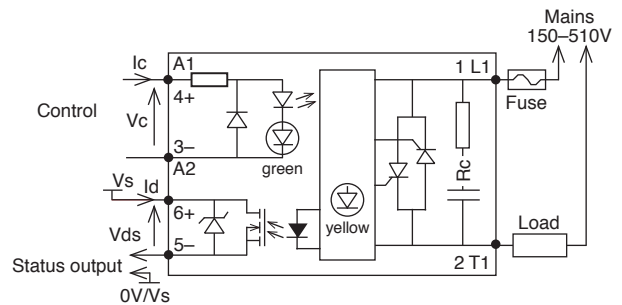 Mains
150–510V
Ic
A1
1 L1
4+
Fuse
Control
Vc
3–
A2
green
Rc
Vs
Id
6+
yellow
Load
Vds
5–
Status output
2 T1
0V/Vs